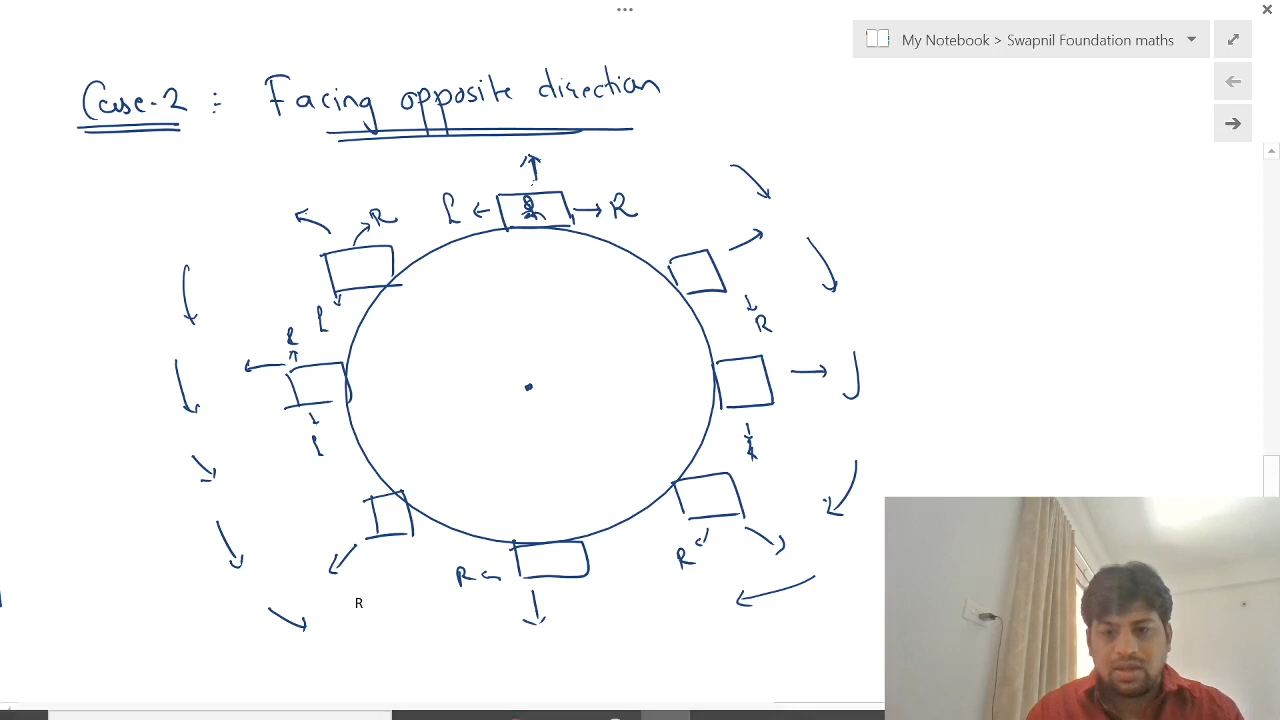 My Notebook > Swapnil Foundation maths
Case-2 : Facing opposite direction
L R
R
L
R
R
L
R
R
R